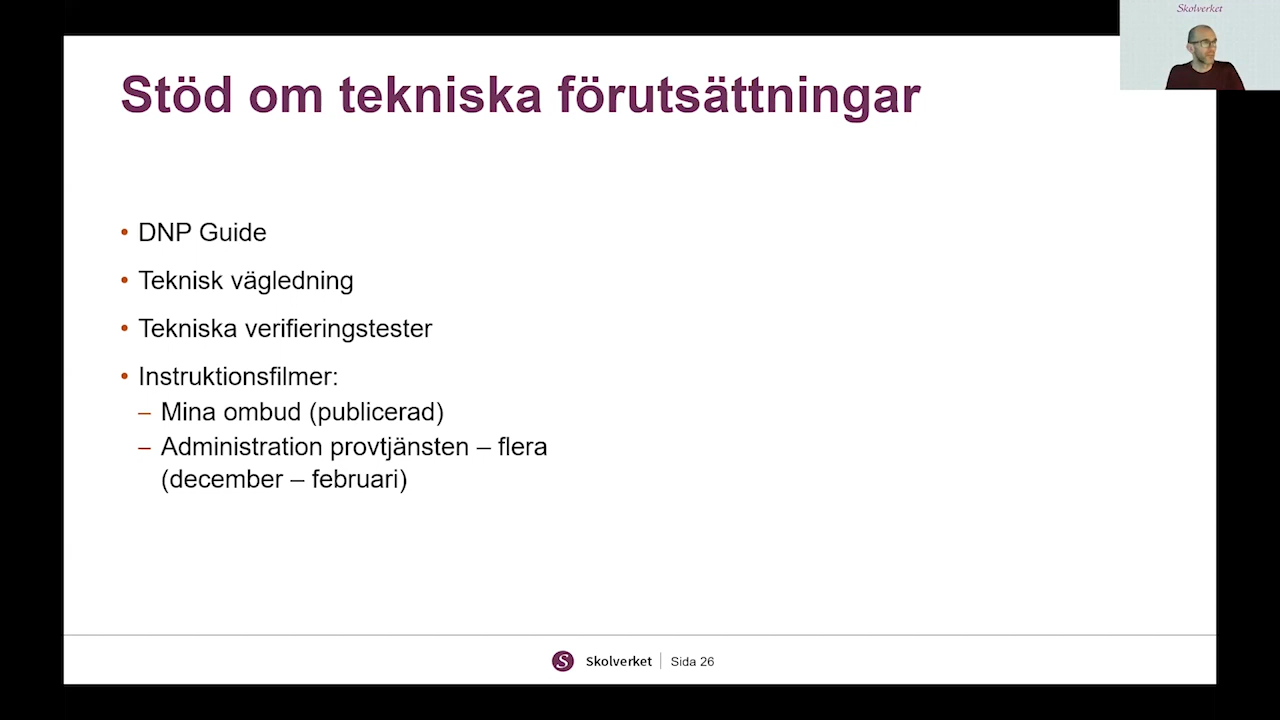 Skolverket
Stöd om tekniska förutsättningar
• DNP Guide
• Teknisk vägledning
• Tekniska verifieringstester
• Instruktionsfilmer:
– Mina ombud (publicerad)
– Administration provtjänsten – flera
(december – februari)
S Skolverket | Sida 26